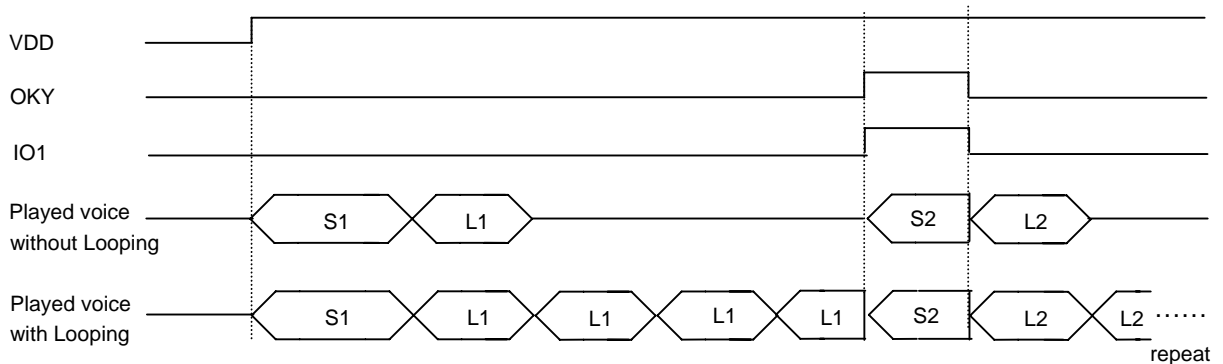 VDD
OKY
IO1
Played voice
without Looping
S1 L1 S2 L2
Played voice
with Looping
S1 L1 L1 L1 L1 S2 L2 L2 ······
repeat